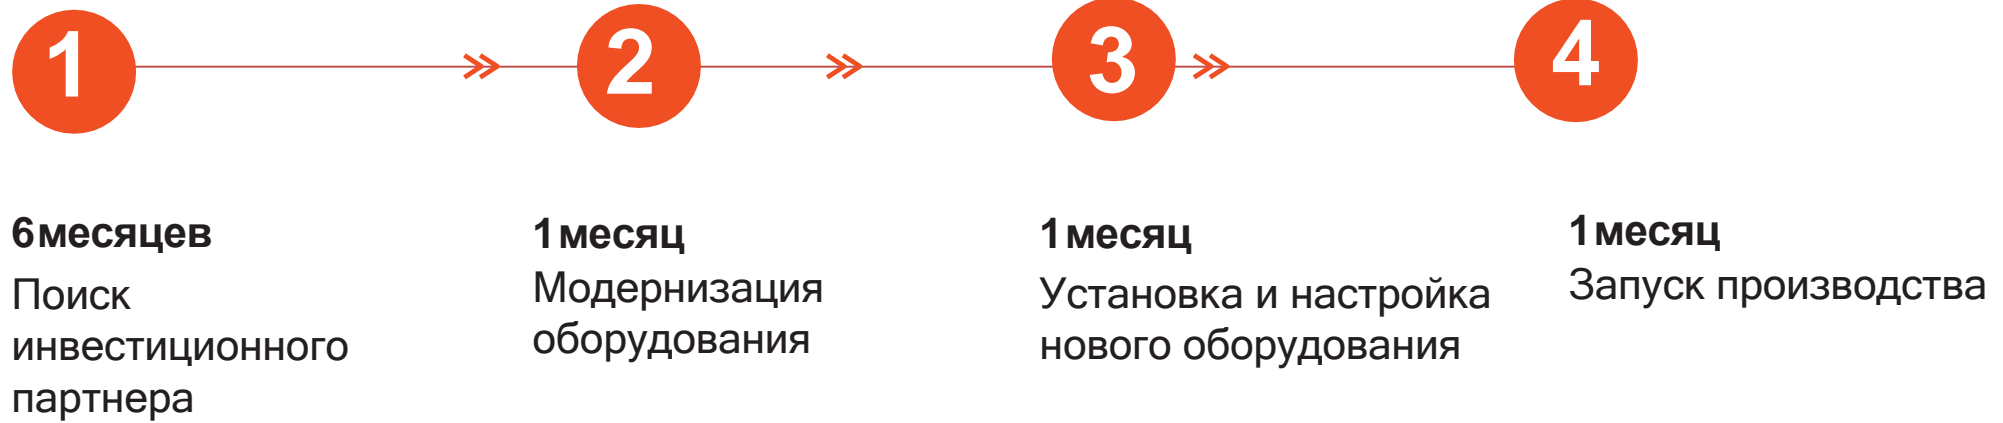 1
2
3
4
6 месяцев
Поиск
инвестиционного
партнера
1 месяц
Модернизация
оборудования
1 месяц
Установка и настройка
нового оборудования
1 месяц
Запуск производства